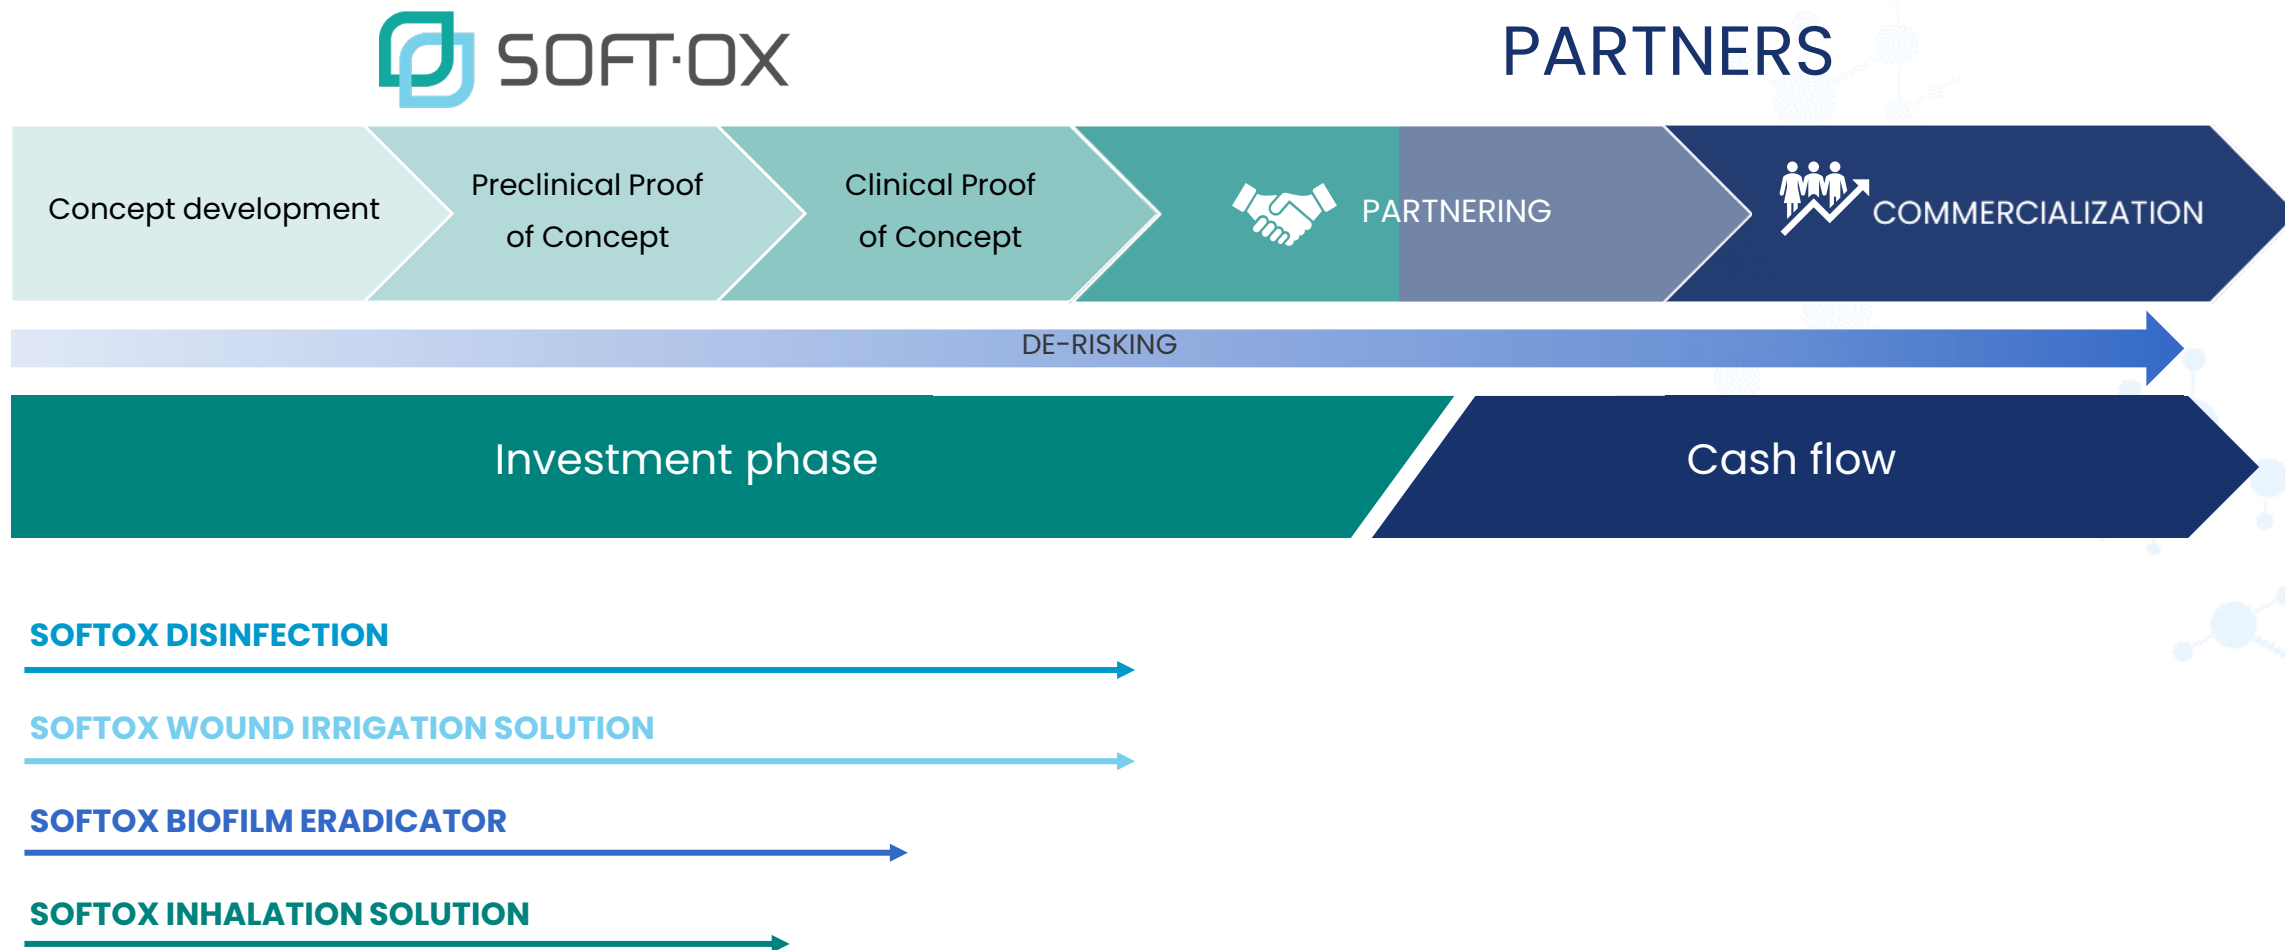 SOFT·OX
PARTNERS
Concept development
Preclinical Proof
of Concept
Clinical Proof
of Concept
PARTNERING
COMMERCIALIZATION
DE-RISKING
Investment phase
Cash flow
SOFTOX DISINFECTION
SOFTOX WOUND IRRIGATION SOLUTION
SOFTOX BIOFILM ERADICATOR
SOFTOX INHALATION SOLUTION